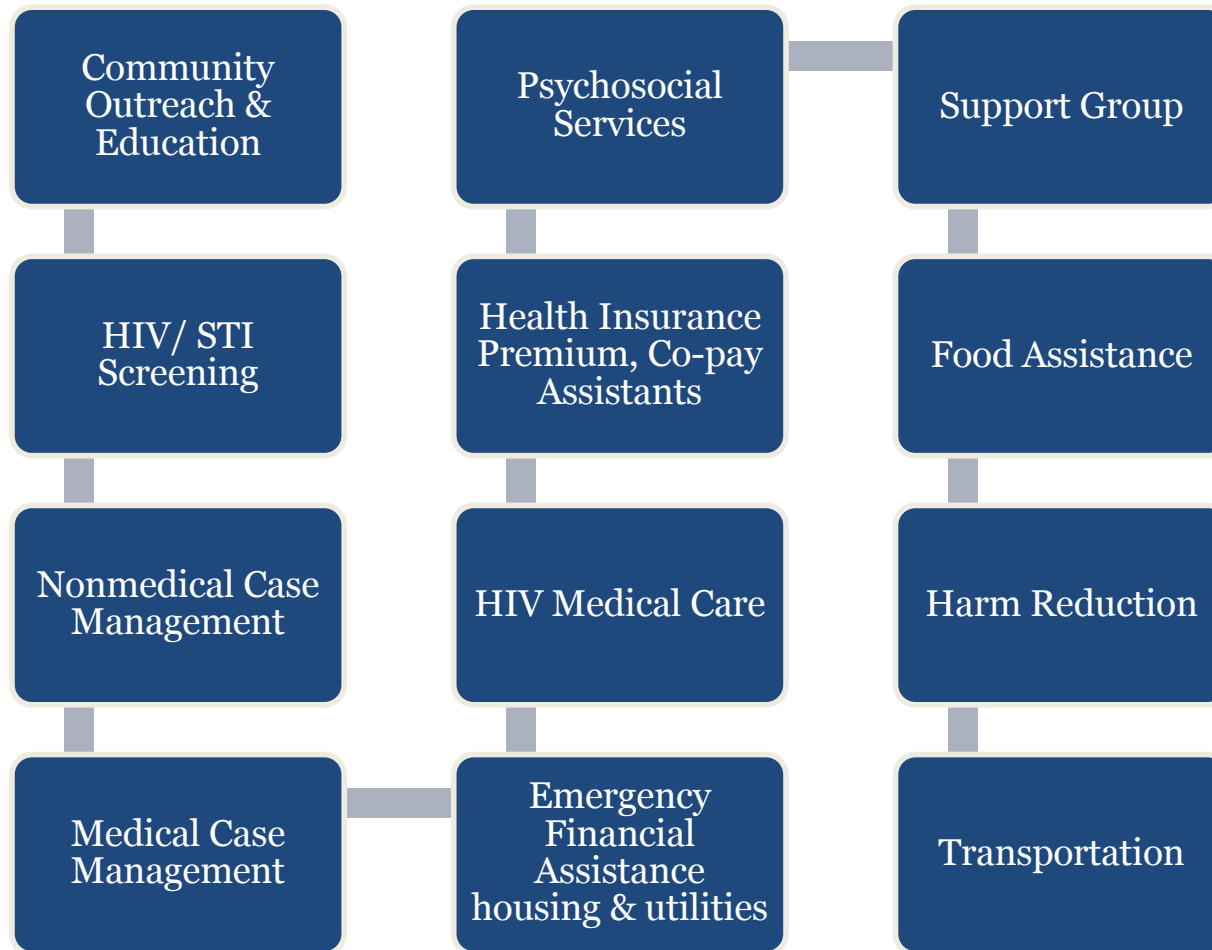 Community
Outreach &
Education
HIV/ STI
Screening
Nonmedical Case
Management
Medical Case
Management
Emergency
Financial
Assistance
housing & utilities
HIV Medical Care
Health Insurance
Premium, Co-pay
Assistants
Psychosocial
Services
Support Group
Food Assistance
Harm Reduction
Transportation